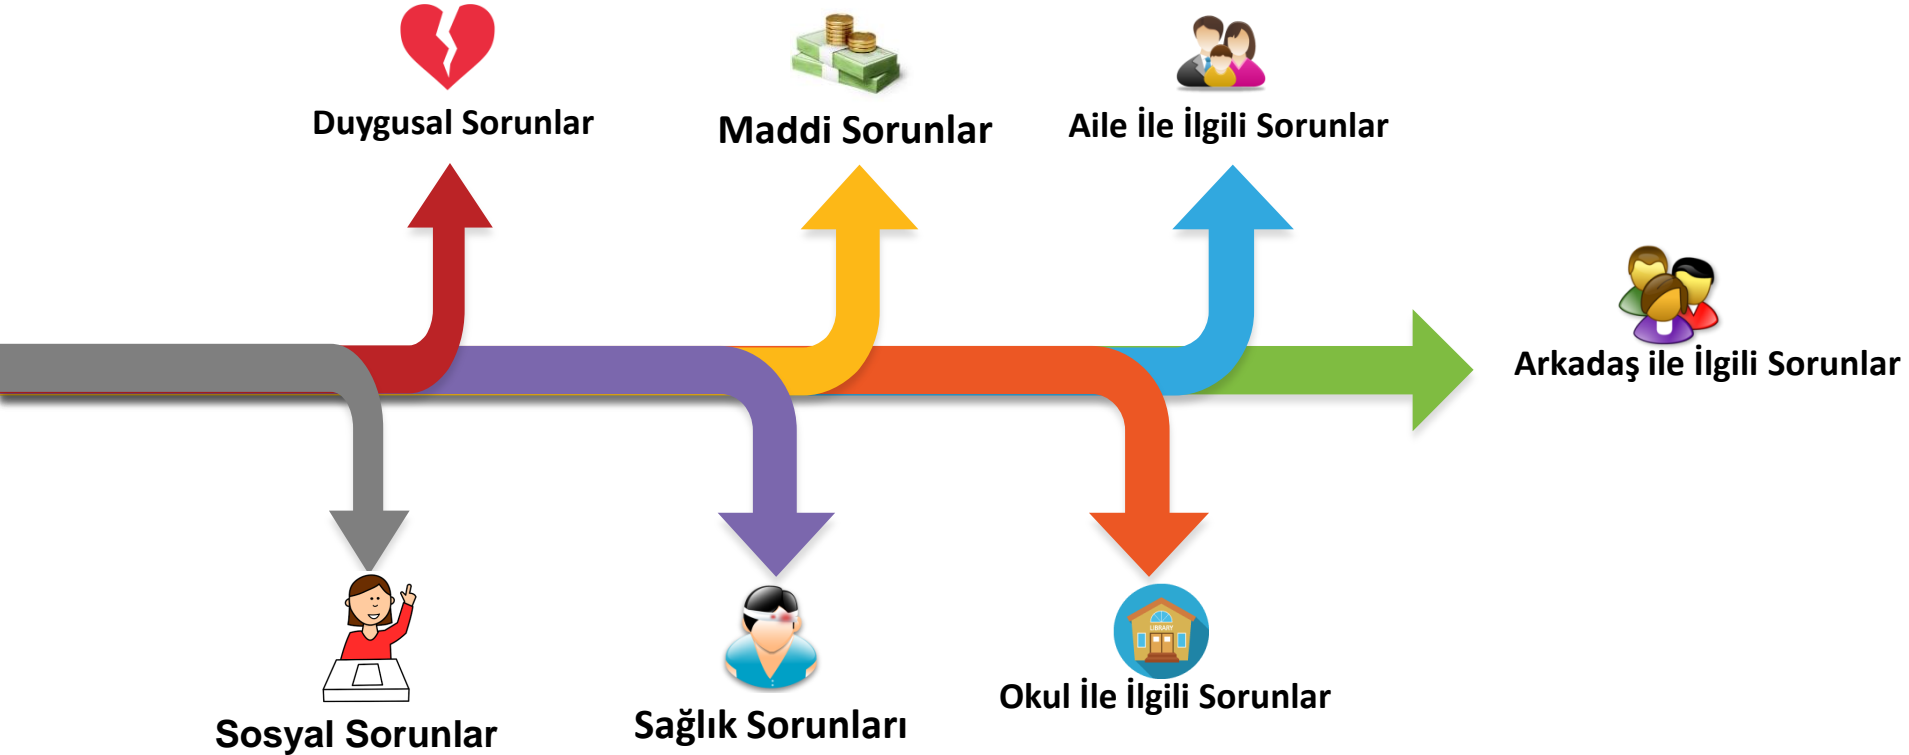 Duygusal Sorunlar
Maddi Sorunlar
Aile İle İlgili Sorunlar
Arkadaş ile İlgili Sorunlar
LIBRARY
Okul İle İlgili Sorunlar
Sağlık Sorunları
Sosyal Sorunlar